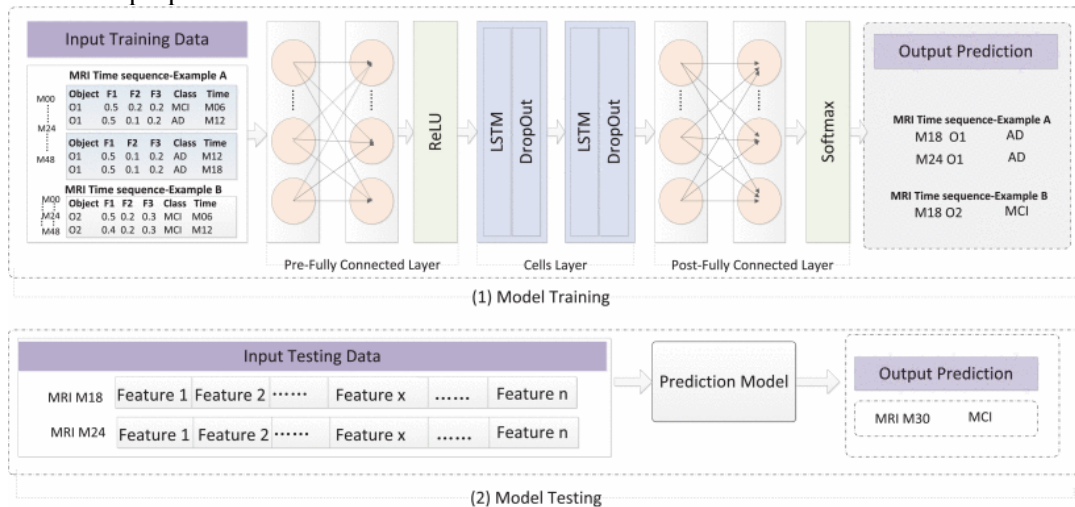 Input Training Data
MRI Time sequence-Example A
Object F1 F2 F3 Class Time
O1 0.5 0.2 0.2 MCI M06
O1 0.5 0.1 0.2 AD M12
O1 0.5 0.1 0.2 AD M12
O1 0.5 0.1 0.2 AD M18
M00
M24
M48
MRI Time sequence-Example B
Object F1 F2 F3 Class Time
O2 0.5 0.2 0.3 MCI M06
O2 0.4 0.2 0.3 MCI M12
M00
M24
M48
ReLU
LSTM
DropOut
LSTM
DropOut
Softmax
Pre-Fully Connected Layer
Cells Layer
Post-Fully Connected Layer
Output Prediction
MRI Time sequence-Example A
M18 O1 AD
M24 O1 AD
MRI Time sequence-Example B
M18 O2 MCI
(1) Model Training
Input Testing Data
MRI M18 Feature 1 Feature 2 ...... Feature x ...... Feature n
MRI M24 Feature 1 Feature 2 ...... Feature x ...... Feature n
Prediction Model
Output Prediction
MRI M30 MCI
(2) Model Testing